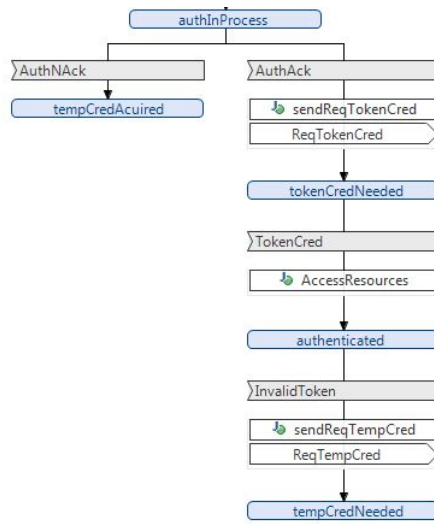 authInProcess
AuthNAck
AuthAck
tempCredAcuired
sendReqTokenCred
ReqTokenCred
tokenCredNeeded
TokenCred
AccessResources
authenticated
InvalidToken
sendReqTempCred
ReqTempCred
tempCredNeeded